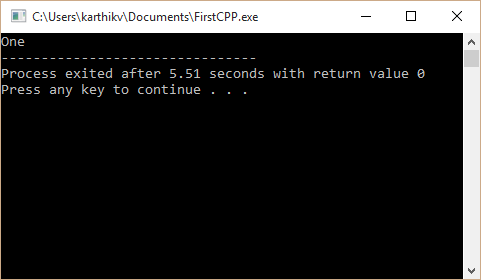 C:\Users\karthikv\Documents\FirstCPP.exe
One
--------------------------------
Process exited after 5.51 seconds with return value 0
Press any key to continue . . .